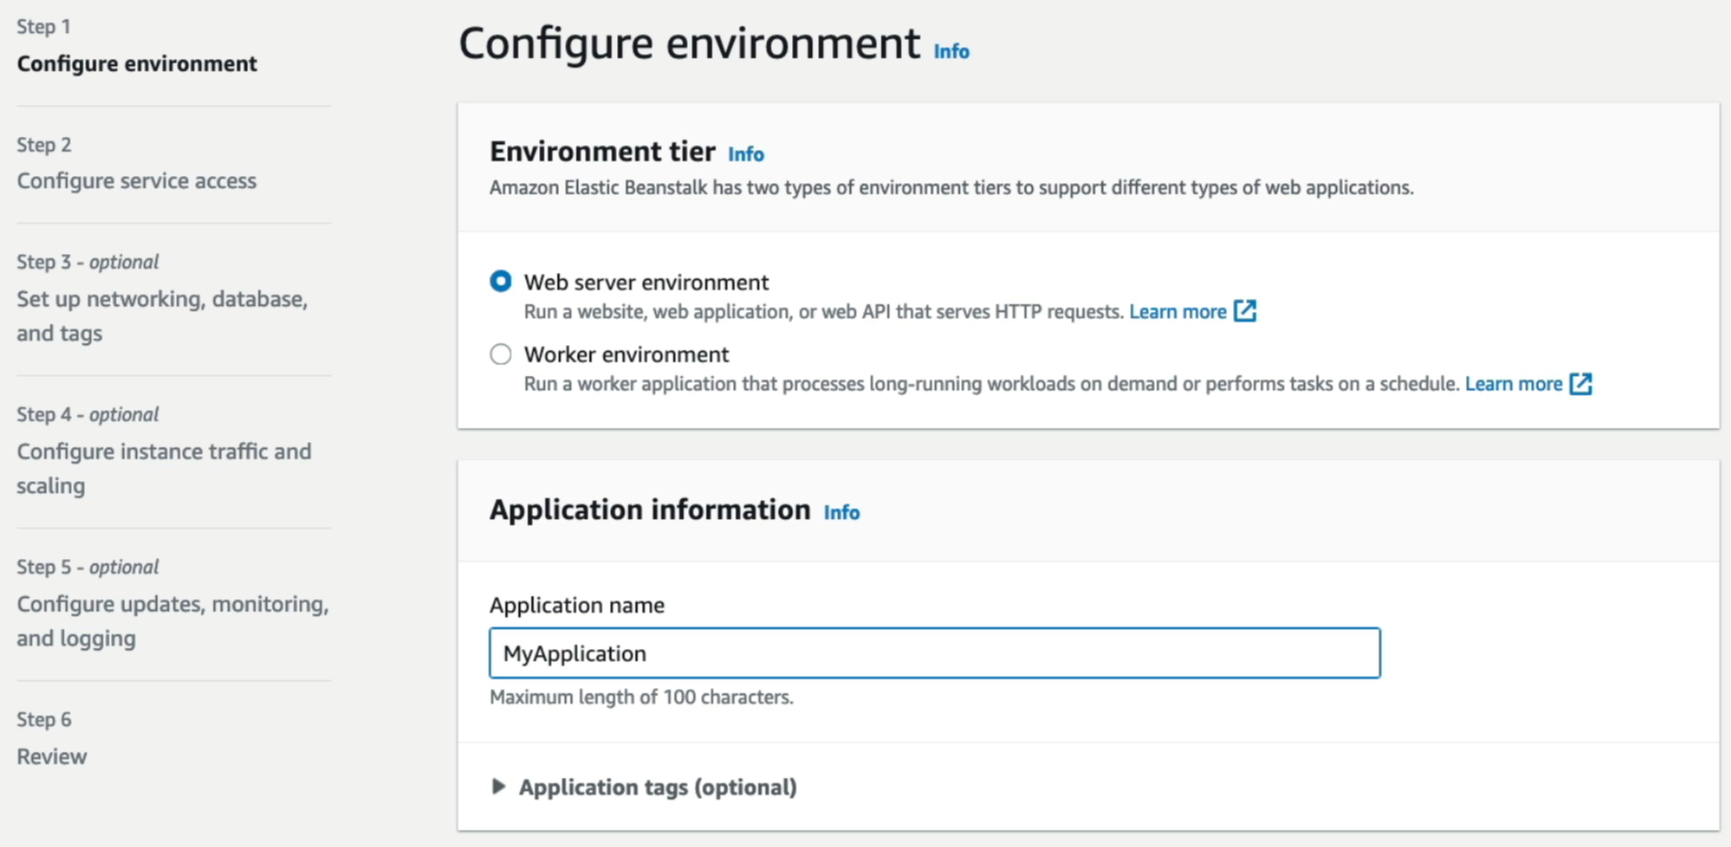 Step 1
Configure environment
Step 2
Configure service access
Step 3 - optional
Set up networking, database,
and tags
Step 4 - optional
Configure instance traffic and
scaling
Step 5 - optional
Configure updates, monitoring,
and logging
Step 6
Review
Configure environment Info
Environment tier Info
Amazon Elastic Beanstalk has two types of environment tiers to support different types of web applications.
Web server environment
Run a website, web application, or web API that serves HTTP requests. Learn more
Worker environment
Run a worker application that processes long-running workloads on demand or performs tasks on a schedule. Learn more
Application information Info
Application name
MyApplication
Maximum length of 100 characters.
Application tags (optional)